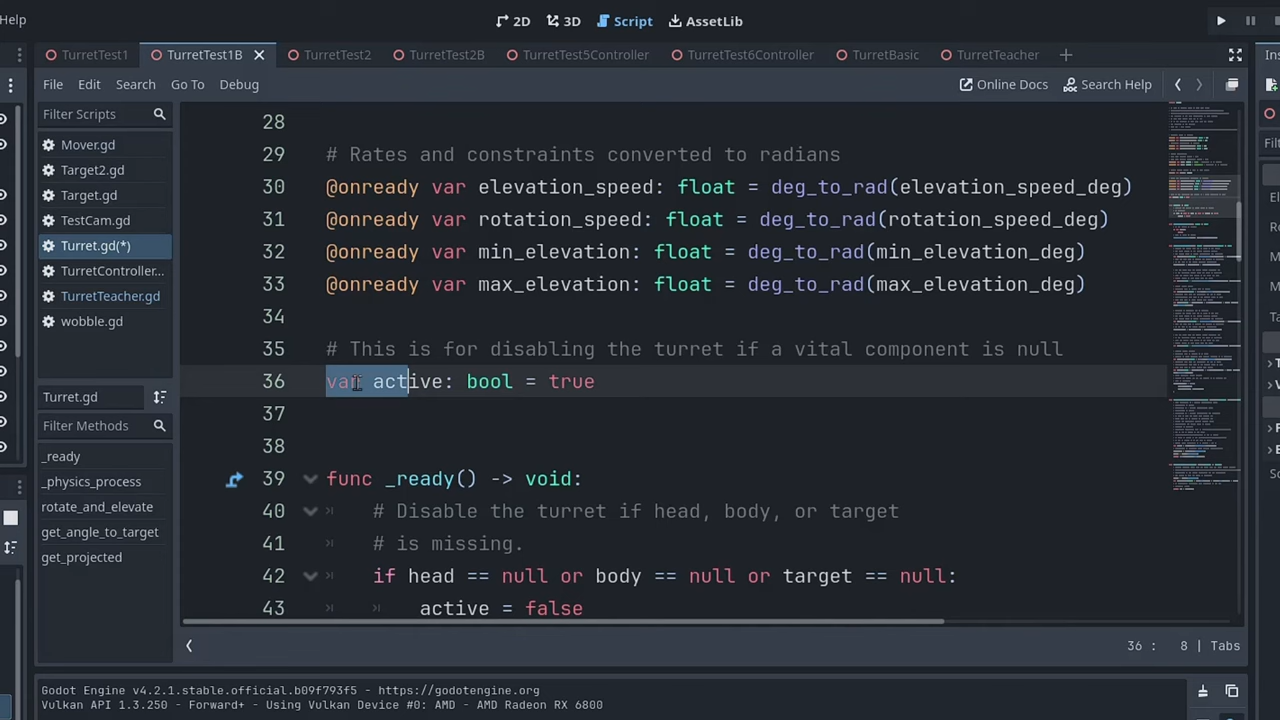 Help
2D
3D
Script
AssetLib
TurretTest1
TurretTest1B
TurretTest2
TurretTest2B
TurretTest5Controller
TurretTest6Controller
TurretBasic
TurretTeacher
File Edit Search Go To Debug
Online Docs
Search Help
Filter Scripts
Mover.gd
Target2.gd
Target.gd
TestCam.gd
Turret.gd(*)
TurretController...
TurretTeacher.gd
wobble.gd
Turret.gd
Filter Methods
_ready
_physics_process
rotate_and_elevate
get_angle_to_target
get_projected
28
29 # Rates and constraints converted to radians
30 @onready var elevation_speed: float = deg_to_rad(elevation_speed_deg)
31 @onready var rotation_speed: float = deg_to_rad(rotation_speed_deg)
32 @onready var min_elevation: float = deg_to_rad(min_elevation_deg)
33 @onready var max_elevation: float = deg_to_rad(max_elevation_deg)
34
35 # This is for disabling the turret if a vital component is null
36 var active: bool = true
37
38
39 func _ready() -> void:
40 # Disable the turret if head, body, or target
41 # is missing.
42 if head == null or body == null or target == null:
43 active = false
36 : 8 | Tabs
Godot Engine v4.2.1.stable.official.b09f793f5 - https://godotengine.org
Vulkan API 1.3.250 - Forward+ - Using Vulkan Device #0: AMD - AMD Radeon RX 6800